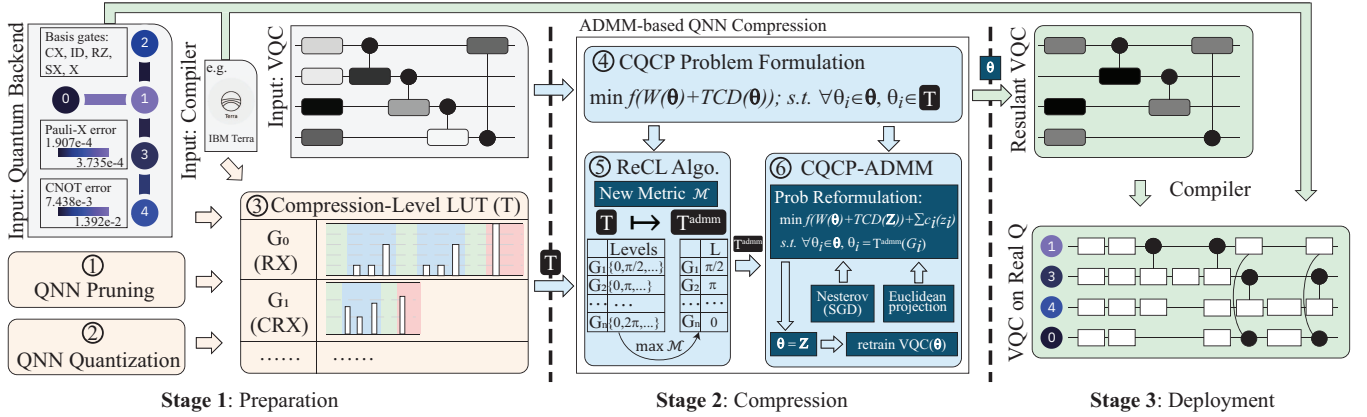 Input: Quantum Backend
Basis gates:
CX, ID, RZ,
SX, X
2
0
1
Pauli-X error
1.907e-4
3.735e-4
3
CNOT error
7.438e-3
1.392e-2
4
Input: Compiler
e.g.
Terra
IBM Terra
Input: VQC
① QNN Pruning
② QNN Quantization
③ Compression-Level LUT (T)
G0
(RX)
G1
(CRX)
......
......
T
ADMM-based QNN Compression
④ CQCP Problem Formulation
min f(W(θ)+TCD(θ)); s.t. ∀θi∈θ, θi∈ T
⑤ ReCL Algo.
New Metric ℳ
T ↦ Tadmm
Levels
G1 {0,π/2,...}
G2 {0,π,...}
... ...
Gn {0,2π,...}
L
G1 π/2
G2 π
... ...
Gn 0
max ℳ
Tadmm
⑥ CQCP-ADMM
Prob Reformulation:
min f(W(θ)+TCD(Z))+∑ci(zi)
s.t. ∀θi∈θ, θi=Tadmm(Gi)
Nesterov
(SGD)
Euclidean
projection
θ = Z
retrain VQC(θ)
θ
Resulant VQC
Compiler
VQC on Real Q
1
3
4
0
Stage 1: Preparation
Stage 2: Compression
Stage 3: Deployment